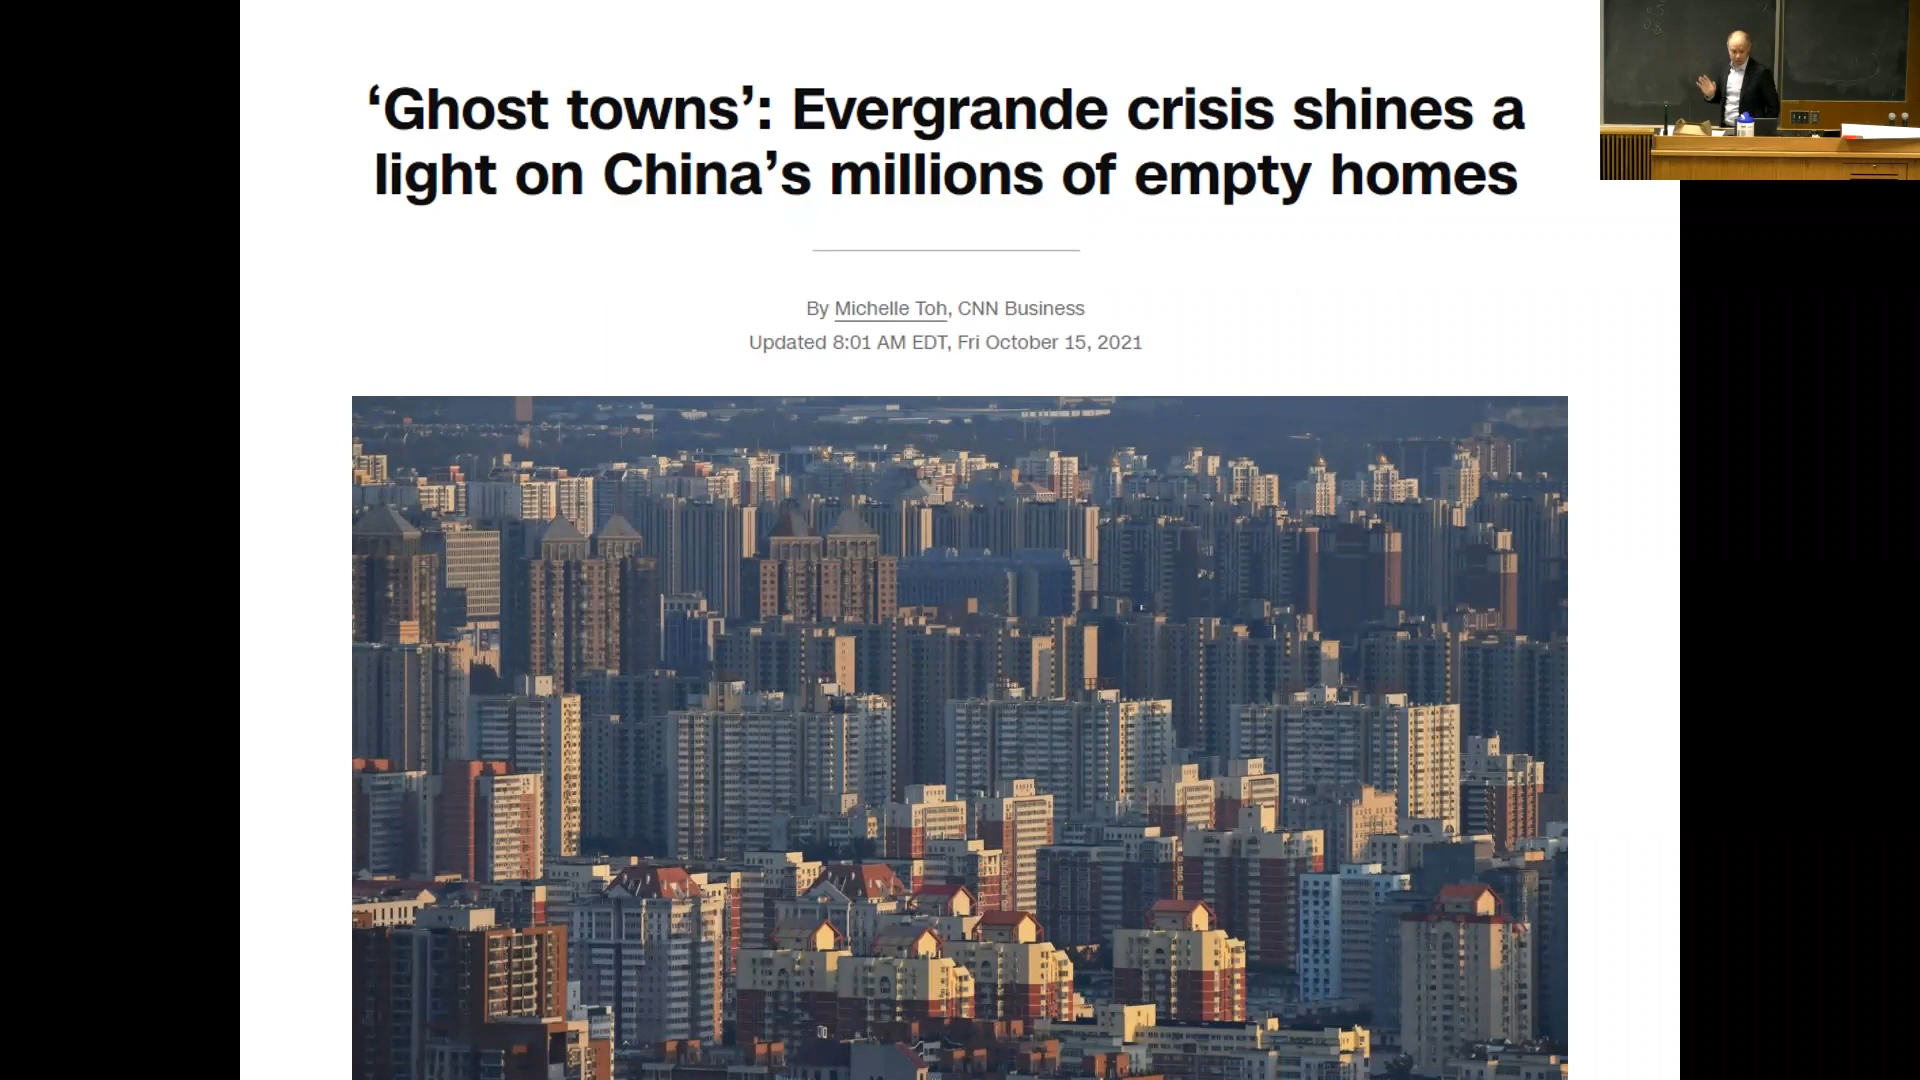 ‘Ghost towns’: Evergrande crisis shines a
light on China’s millions of empty homes
By Michelle Toh, CNN Business
Updated 8:01 AM EDT, Fri October 15, 2021